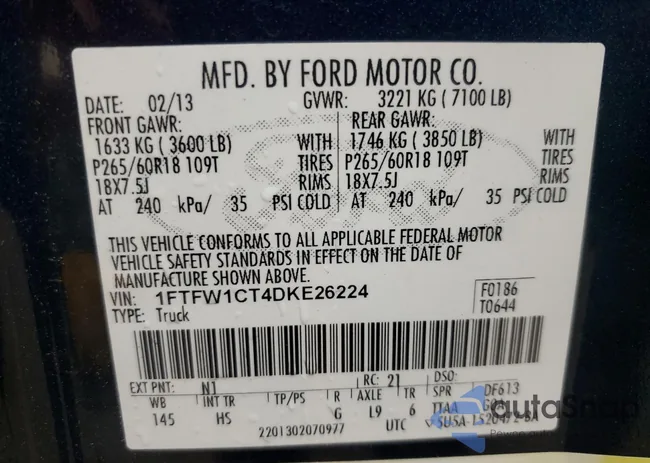 MFD. BY FORD MOTOR CO.
DATE: 02/13 GVWR: 3221 KG ( 7100 LB)
FRONT GAWR: REAR GAWR:
1633 KG ( 3600 LB) WITH 1746 KG ( 3850 LB) WITH
P265/60R18 109T TIRES P265/60R18 109T TIRES
18X7.5J RIMS 18X7.5J RIMS
AT 240 kPa/ 35 PSI COLD AT 240 kPa/ 35 PSI COLD
Ford
THIS VEHICLE CONFORMS TO ALL APPLICABLE FEDERAL MOTOR
VEHICLE SAFETY STANDARDS IN EFFECT ON THE DATE OF
MANUFACTURE SHOWN ABOVE.
VIN: 1FTFW1CT4DKE26224 F0186
TYPE: Truck T0644
EXT PNT: N1 RC: 21 DSO:
WB INT TR TP/PS R AXLE TR SPR DF613
145 HS G L9 6 TTAA
2201302070977 UTC
autoShop